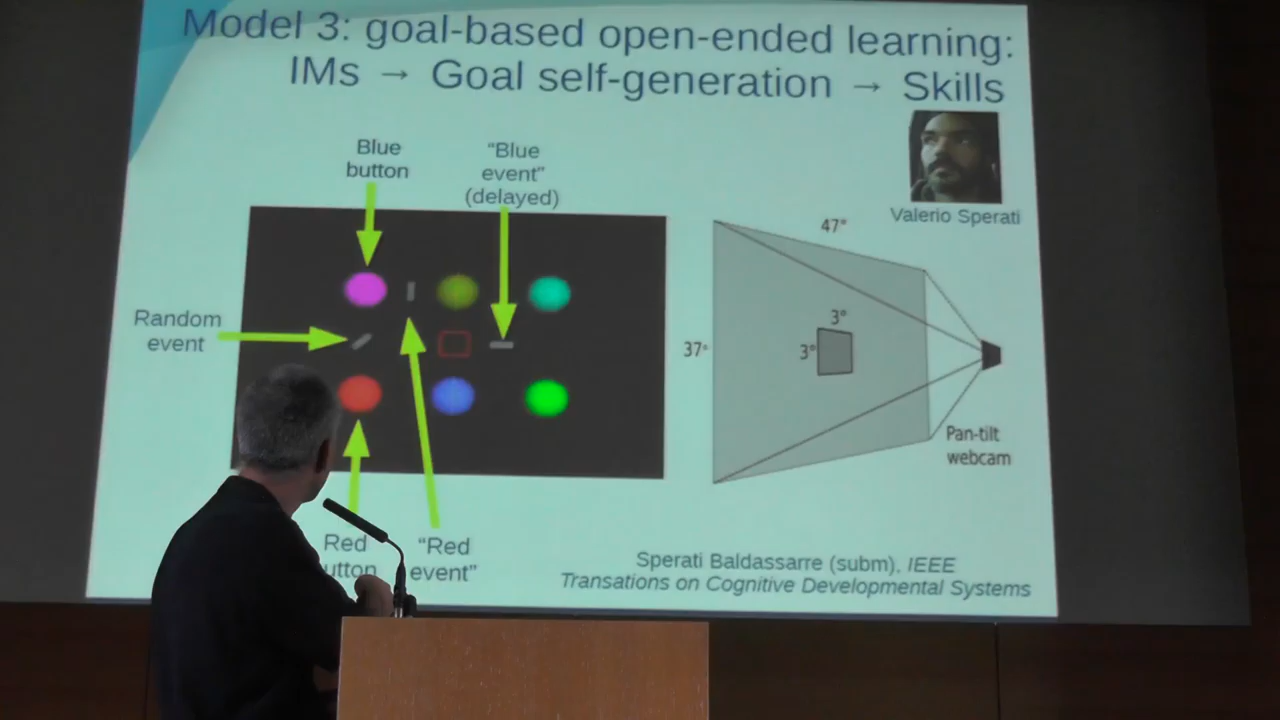 Model 3: goal-based open-ended learning:
IMs → Goal self-generation → Skills
Blue
button
“Blue
event”
(delayed)
Valerio Sperati
47°
Random
event
3°
3°
37°
Pan-tilt
webcam
Red
utton
“Red
event”
Sperati Baldassarre (subm). IEEE
Transations on Cognitive Developmental Systems